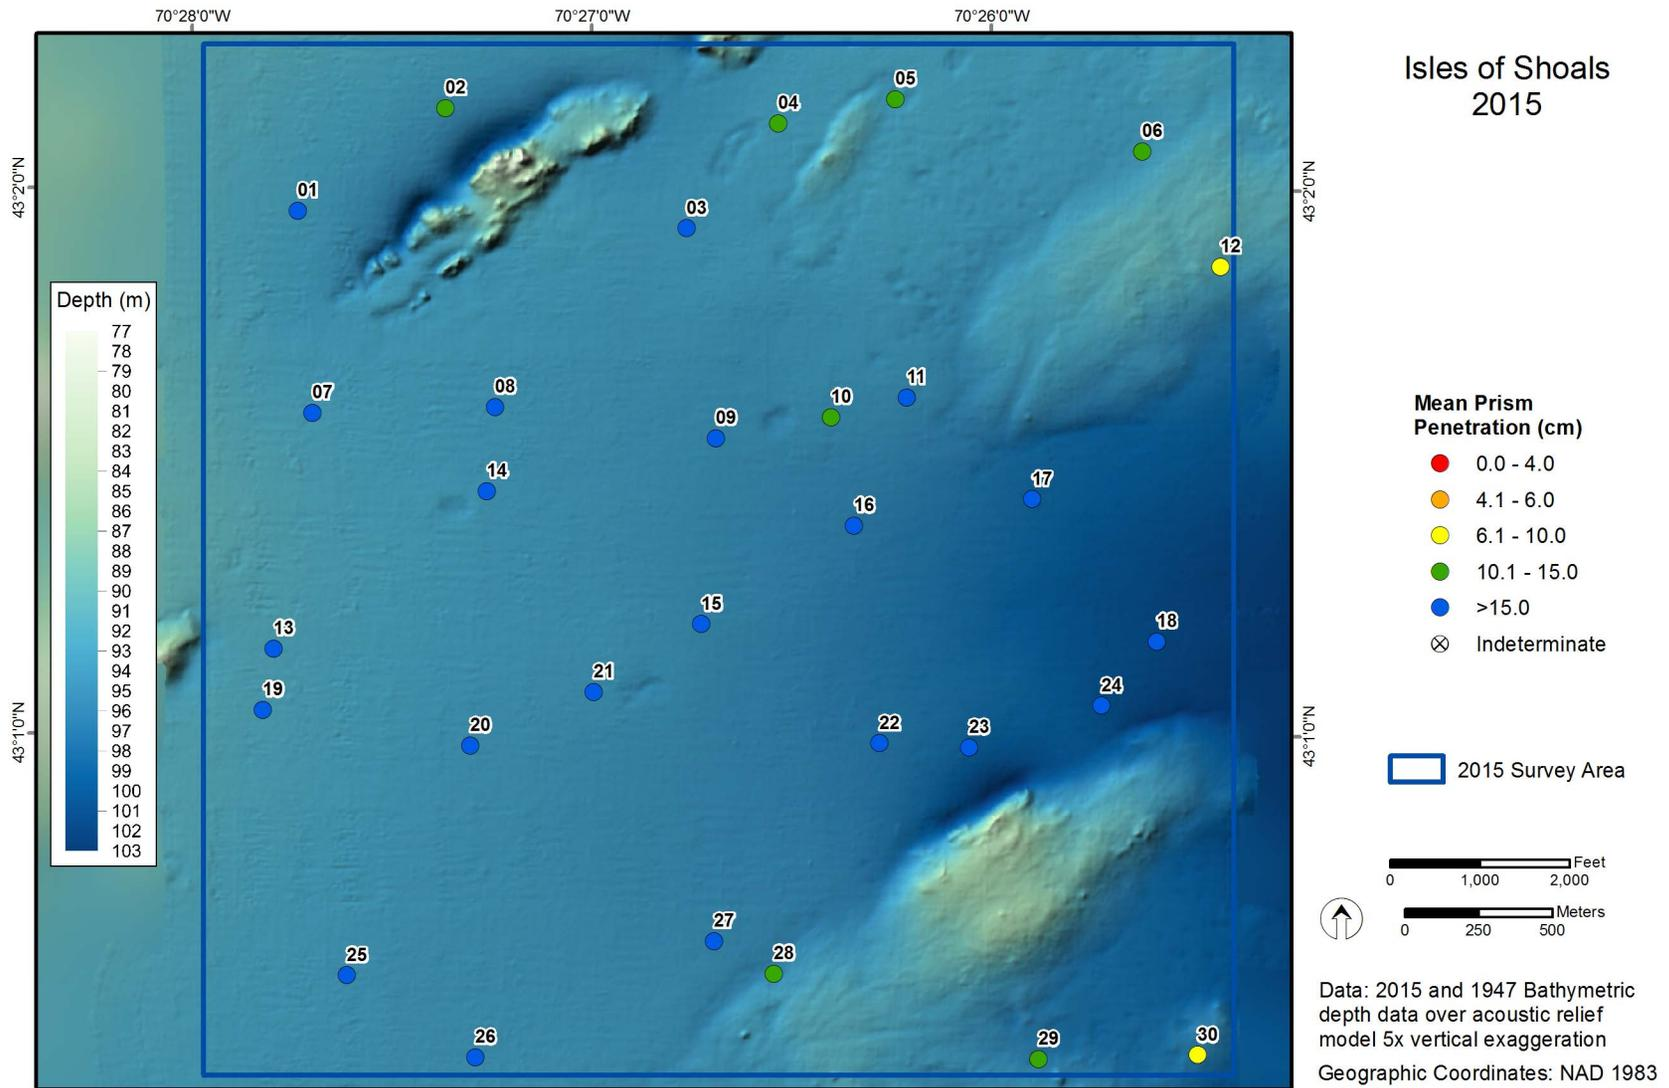 70°28'0"W
70°27'0"W
70°26'0"W
Isles of Shoals
2015
02
05
04
06
43°2'0"N
43°2'0"N
01
03
12
Depth (m)
77
78
79
80
81
82
83
84
85
86
87
88
89
90
91
92
93
94
95
96
97
98
99
100
101
102
103
07
08
11
10
09
14
17
16
15
13
18
21
19
24
20
22
23
43°1'0"N
43°1'0"N
27
25
28
26
29
30
Mean Prism
Penetration (cm)
0.0 - 4.0
4.1 - 6.0
6.1 - 10.0
10.1 - 15.0
>15.0
Indeterminate
2015 Survey Area
Feet
0 1,000 2,000
Meters
0 250 500
Data: 2015 and 1947 Bathymetric
depth data over acoustic relief
model 5x vertical exaggeration
Geographic Coordinates: NAD 1983